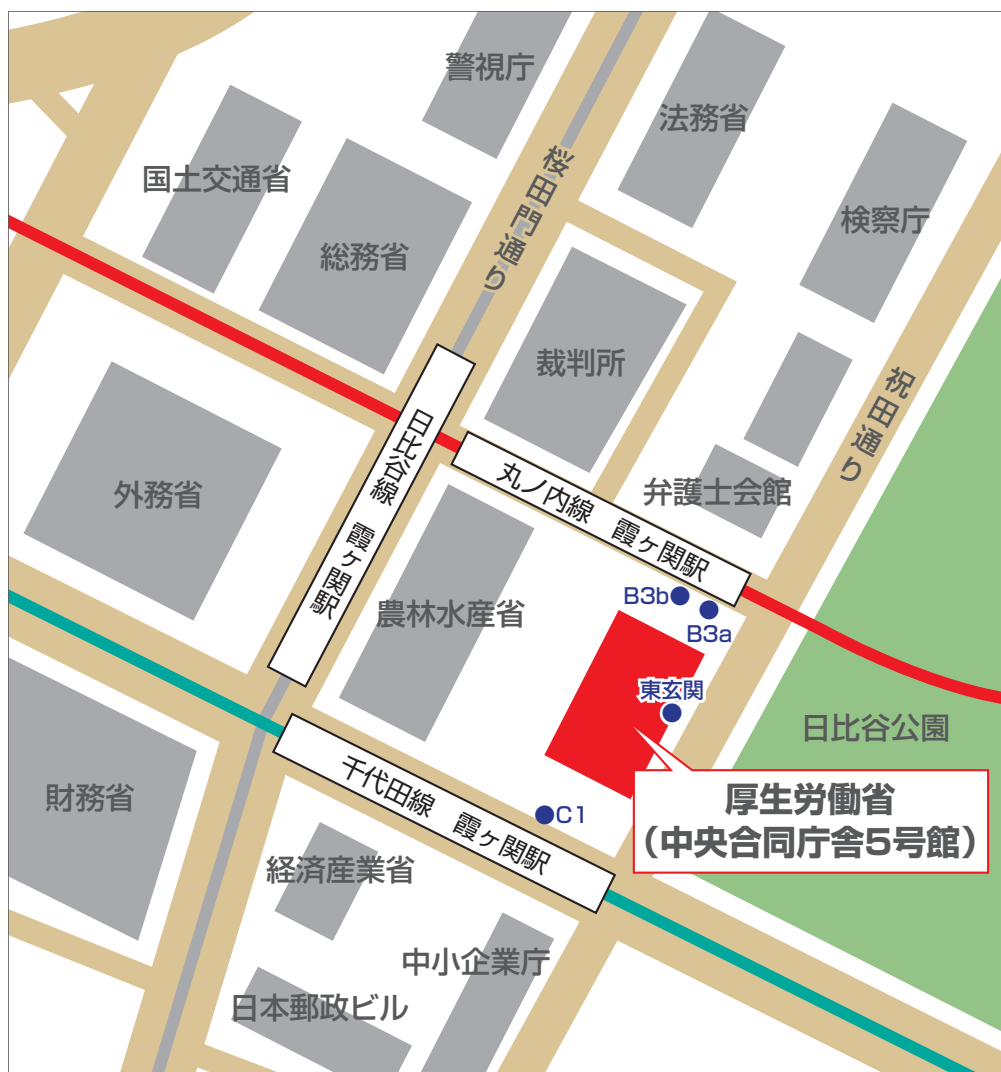 警視庁
法務省
国土交通省
桜田門通り
検察庁
総務省
裁判所
祝田通り
日比谷線 霞ヶ関駅
丸ノ内線 霞ヶ関駅
外務省
弁護士会館
農林水産省
B3b
B3a
東玄関
日比谷公園
財務省
千代田線 霞ヶ関駅
厚生労働省
（中央合同庁舎5号館）
C1
経済産業省
中小企業庁
日本郵政ビル